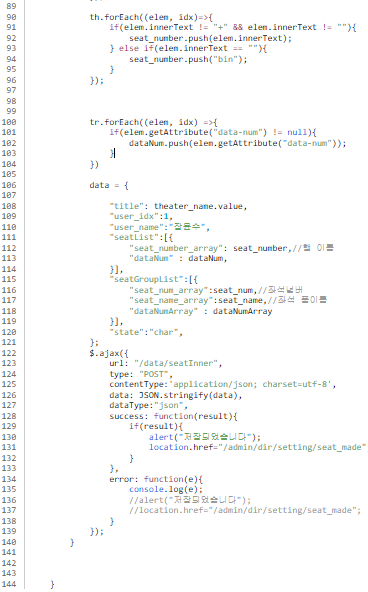 89
90 th.forEach((elem, idx)=>{
91 if(elem.innerText != "+" && elem.innerText != ""){
92 seat_number.push(elem.innerText);
93 } else if(elem.innerText == ""){
94 seat_number.push("bin");
95 }
96 });
97
98
99
100 tr.forEach((elem, idx) =>{
101 if(elem.getAttribute("data-num") != null){
102 dataNum.push(elem.getAttribute("data-num"));
103 }
104 })
105
106 data = {
107
108 "title": theater_name.value,
109 "user_idx":1,
110 "user_name":"장윤수",
111 "seatList":[{
112 "seat_number_array": seat_number,//행 이름
113 "dataNum" : dataNum,
114 }],
115 "seatGroupList":[{
116 "seat_num_array":seat_num,//좌석넘버
117 "seat_name_array":seat_name,//좌석 풀이름
118 "dataNumArray" : dataNumArray
119 }],
120 "state":"char",
121 };
122 $.ajax({
123 url: "/data/seatInner",
124 type: "POST",
125 contentType:'application/json; charset=utf-8',
126 data: JSON.stringify(data),
127 dataType:"json",
128 success: function(result){
129 if(result){
130 alert("저장되었습니다");
131 location.href="/admin/dir/setting/seat_made"
132 }
133 },
134 error: function(e){
135 console.log(e);
136 //alert("저장되었습니다");
137 //location.href="/admin/dir/setting/seat_made";
138 }
139 });
140 }
141
142
143
144 }